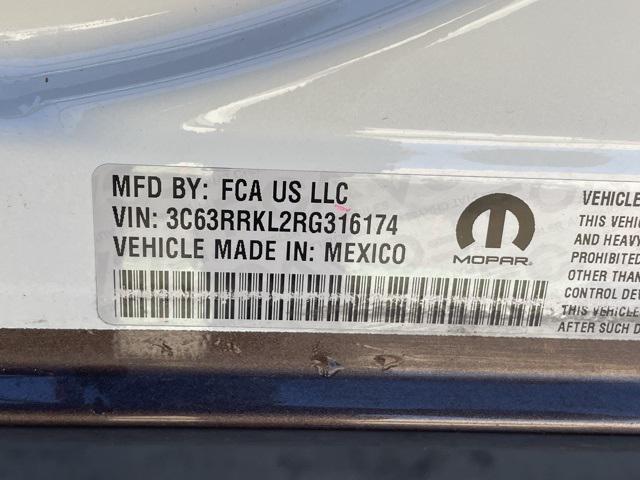 MFD BY: FCA US LLC
VIN: 3C63RRKL2RG316174
VEHICLE MADE IN: MEXICO
MOPAR
VEHICLE
THIS VEHI
AND HEAVY
PROHIBITED
OTHER THAN
CONTROL DE
THIS VEHICLE
AFTER SUCH D